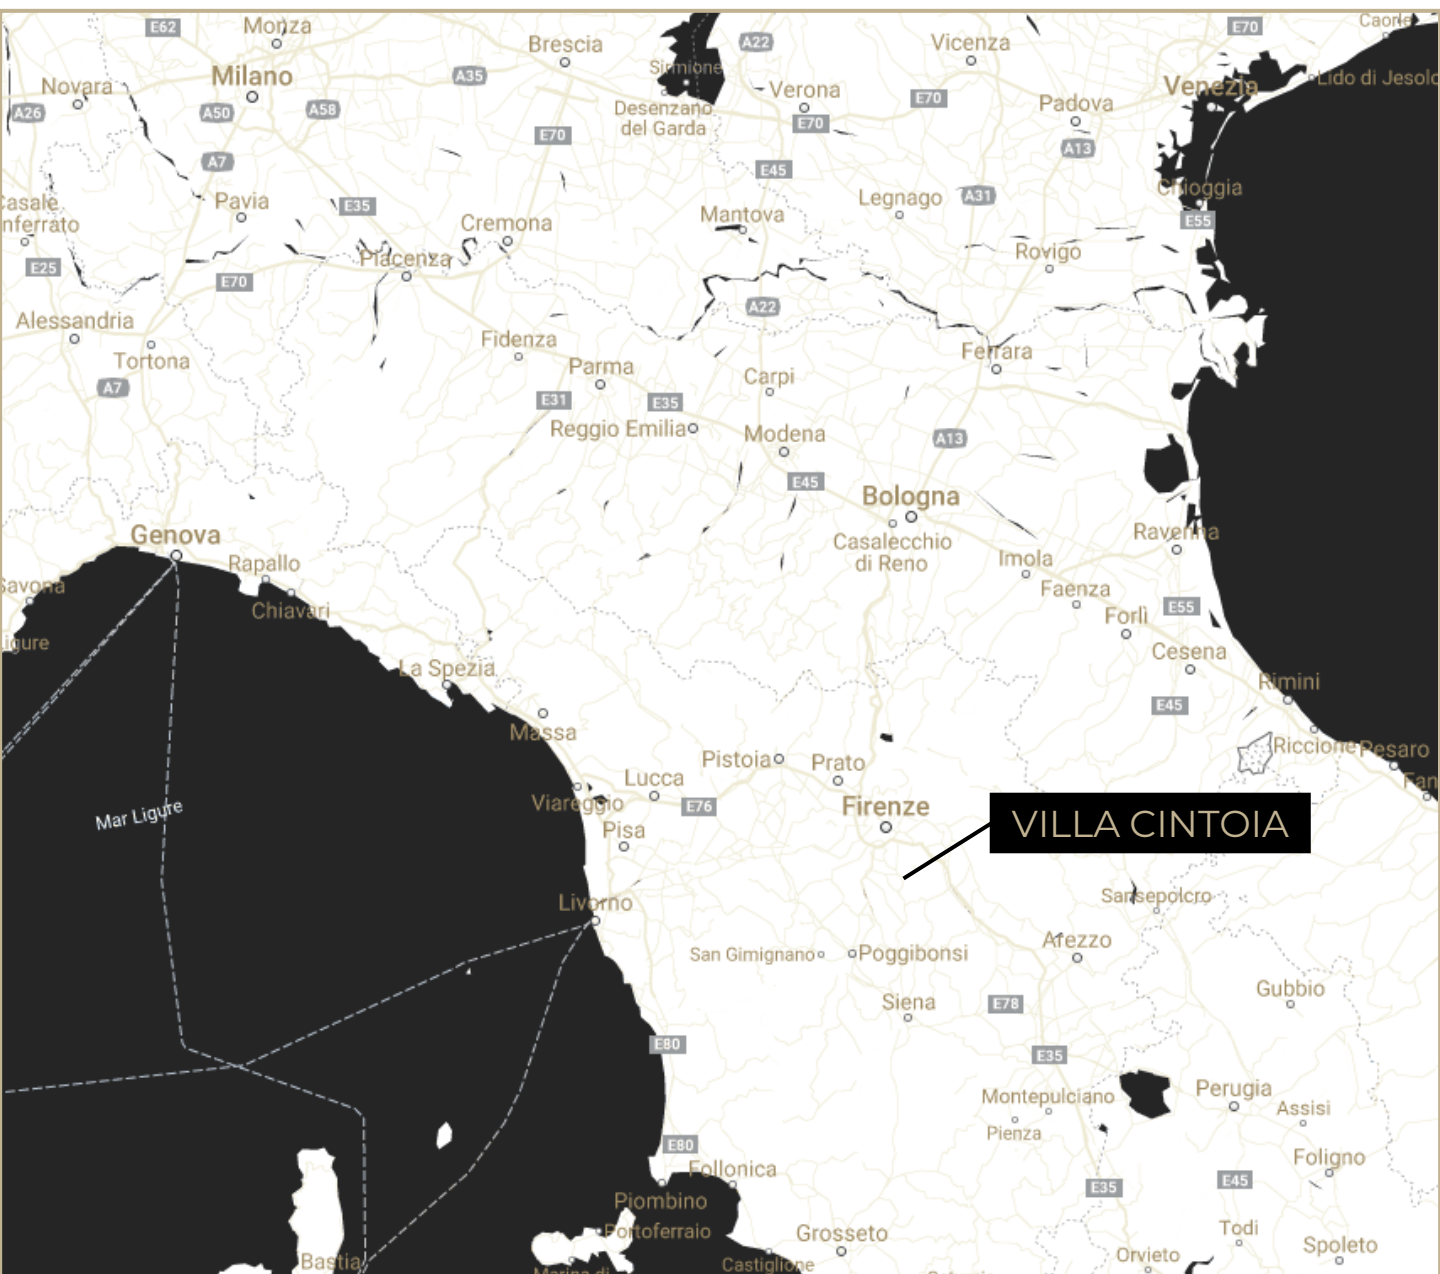 E62
Monza
Brescia
A22
Vicenza
E70
Caorle
Milano
A35
Sirmione
Novara
Verona
Venezia
Lido di Jesolo
A26
A50
A58
Desenzano
del Garda
E70
E70
Padova
E70
A7
A13
E45
Casale
Pavia
E35
Cremona
Mantova
Legnago
A31
Chioggia
E55
nferrato
E25
Piacenza
E70
Rovigo
A22
Alessandria
Tortona
Fidenza
Ferrara
A7
Parma
Carpi
E31
E35
Reggio Emilia
Modena
A13
E45
Bologna
Genova
Casalecchio
di Reno
Ravenna
Rapallo
Imola
Savona
Faenza
Chiavari
E55
Forlì
igure
La Spezia
Cesena
Rimini
E45
Massa
Pistoia
Prato
Riccione
Pesaro
Lucca
Fan
Viareggio
E76
Firenze
Mar Ligure
VILLA CINTOIA
Pisa
Livorno
Sansepolcro
San Gimignano
Poggibonsi
Arezzo
Siena
E78
Gubbio
E80
E35
Montepulciano
Perugia
Assisi
Pienza
E80
Follonica
Foligno
Piombino
E35
E45
Portoferraio
Grosseto
Todi
Spoleto
Bastia
Castiglione
Orvieto
Marina di